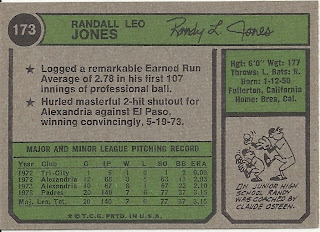 173
RANDALL LEO
JONES
Randy L. Jones
★ Logged a remarkable Earned Run
Average of 2.78 in his first 107
innings of professional ball.
★ Hurled masterful 2-hit shutout for
Alexandria against El Paso,
winning convincingly, 5-19-73.
Hgt: 6'0" Wgt: 177
Throws: L. Bats:
Born: 1-12-50
Fullerton, California
Home: Brea, Cal.
MAJOR AND MINOR LEAGUE PITCHING RECORD
Year Club G IP W L SO BB ERA
1972 Tri-City
1972 Alexandria
1973 Alexandria
1973 Padres
Maj. Lea. Tot.
© T.C.G. PRTD. IN U.S.A.
IN JUNIOR HIGH
SCHOOL RANDY
WAS COACHED BY
CLAUDE OSTEEN.